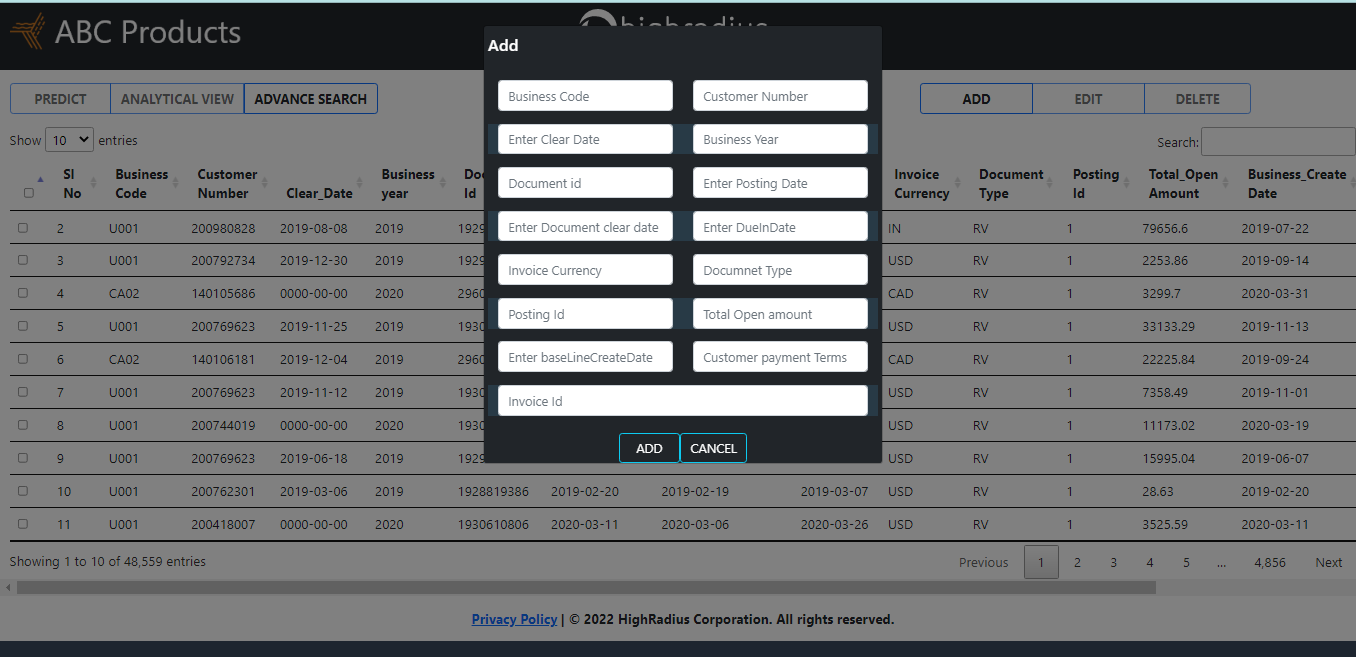 ABC Products
highradius
Add
PREDICT ANALYTICAL VIEW ADVANCE SEARCH
ADD EDIT DELETE
Show 10 entries
Search:
Business Code Customer Number
Enter Clear Date Business Year
Document id Enter Posting Date
Enter Document clear date Enter DueInDate
Invoice Currency Documnet Type
Posting Id Total Open amount
Enter baseLineCreateDate Customer payment Terms
Invoice Id
ADD CANCEL
Sl No Business Code Customer Number Clear_Date Business year Id Invoice Currency Document Type Posting Id Total_Open Amount Business_Create Date
2 U001 200980828 2019-08-08 2019 1929 IN RV 1 79656.6 2019-07-22
3 U001 200792734 2019-12-30 2019 1929 USD RV 1 2253.86 2019-09-14
4 CA02 140105686 0000-00-00 2020 2960 CAD RV 1 3299.7 2020-03-31
5 U001 200769623 2019-11-25 2019 1930 USD RV 1 33133.29 2019-11-13
6 CA02 140106181 2019-12-04 2019 2960 CAD RV 1 22225.84 2019-09-24
7 U001 200769623 2019-11-12 2019 1930 USD RV 1 7358.49 2019-11-01
8 U001 200744019 0000-00-00 2020 1930 USD RV 1 11173.02 2020-03-19
9 U001 200769623 2019-06-18 2019 1929 USD RV 1 15995.04 2019-06-07
10 U001 200762301 2019-03-06 2019 1928819386 2019-02-20 2019-02-19 2019-03-07 USD RV 1 28.63 2019-02-20
11 U001 200418007 0000-00-00 2020 1930610806 2020-03-11 2020-03-06 2020-03-26 USD RV 1 3525.59 2020-03-11
Showing 1 to 10 of 48,559 entries
Previous 1 2 3 4 5 ... 4,856 Next
Privacy Policy | © 2022 HighRadius Corporation. All rights reserved.